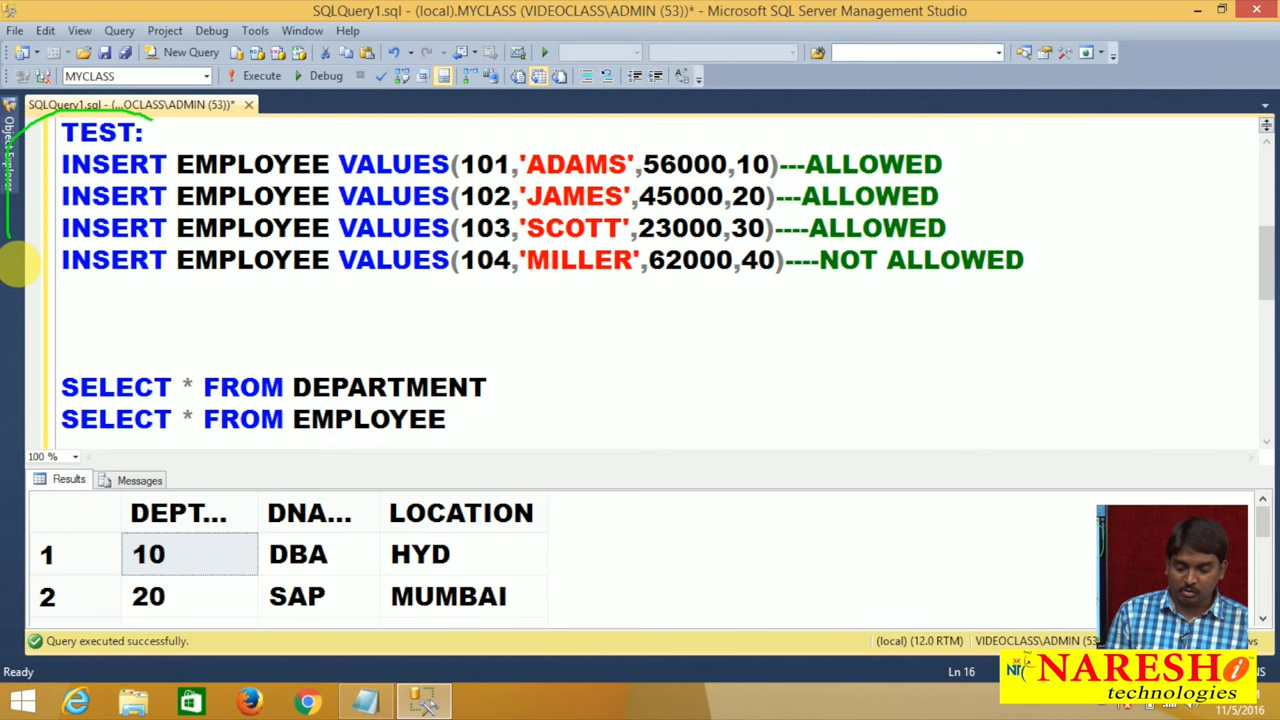 SQLQuery1.sql - (local).MYCLASS (VIDEOCLASS\ADMIN (53))* - Microsoft SQL Server Management Studio
File Edit View Query Project Debug Tools Window Help
New Query
MYCLASS Execute Debug
SQLQuery1.sql - (...OCLASS\ADMIN (53))*
Object Explorer
TEST:
INSERT EMPLOYEE VALUES(101,'ADAMS',56000,10)---ALLOWED
INSERT EMPLOYEE VALUES(102,'JAMES',45000,20)---ALLOWED
INSERT EMPLOYEE VALUES(103,'SCOTT',23000,30)----ALLOWED
INSERT EMPLOYEE VALUES(104,'MILLER',62000,40)----NOT ALLOWED
SELECT * FROM DEPARTMENT
SELECT * FROM EMPLOYEE
100 %
Results Messages
DEPT... DNA... LOCATION
1 10 DBA HYD
2 20 SAP MUMBAI
Query executed successfully. (local) (12.0 RTM) VIDEOCLASS\ADMIN (53
Ready Ln 16
NARESH i
technologies
11/5/2016